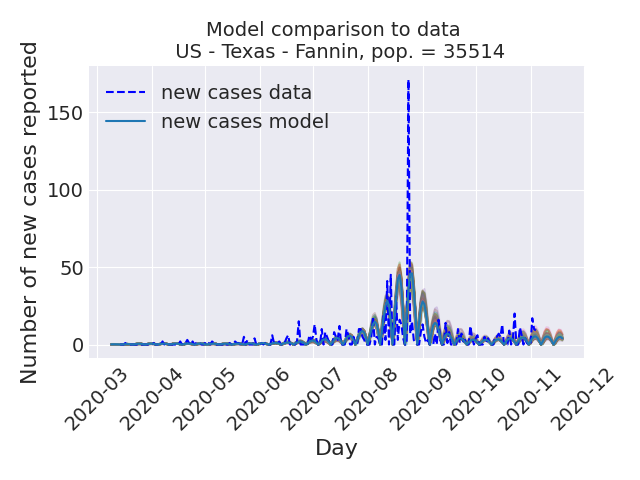 Model comparison to data
US - Texas - Fannin, pop. = 35514
Number of new cases reported
new cases data
new cases model
150
100
50
0
2020-03
2020-04
2020-05
2020-06
2020-07
2020-08
2020-09
2020-10
2020-11
2020-12
Day